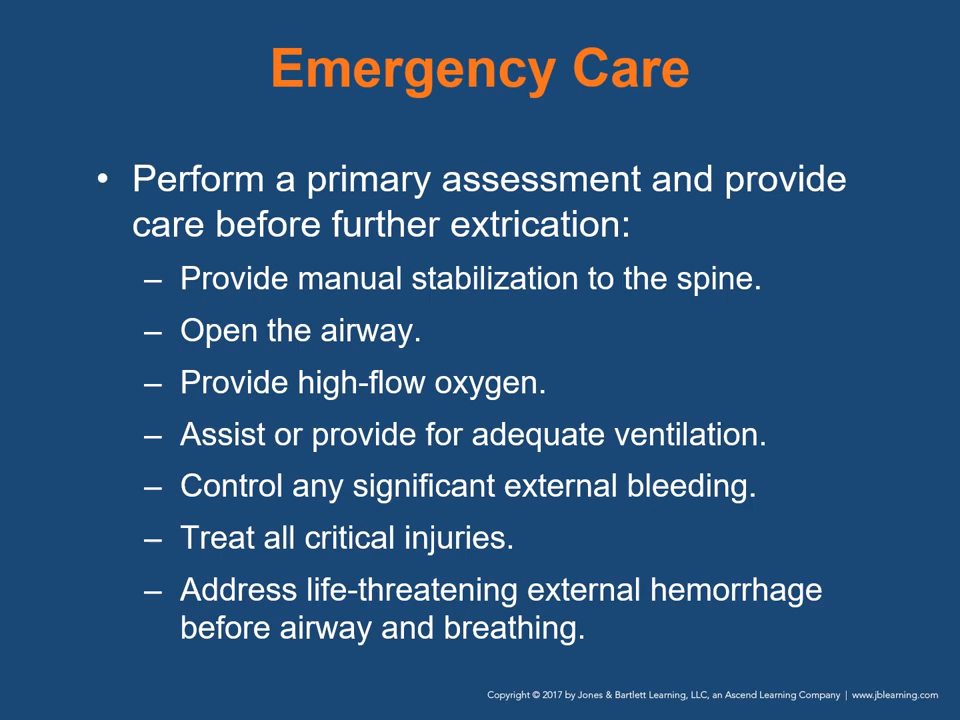 Emergency Care
• Perform a primary assessment and provide
care before further extrication:
– Provide manual stabilization to the spine.
– Open the airway.
– Provide high-flow oxygen.
– Assist or provide for adequate ventilation.
– Control any significant external bleeding.
– Treat all critical injuries.
– Address life-threatening external hemorrhage
before airway and breathing.
Copyright © 2017 by Jones & Bartlett Learning, LLC, an Ascend Learning Company | www.jblearning.com